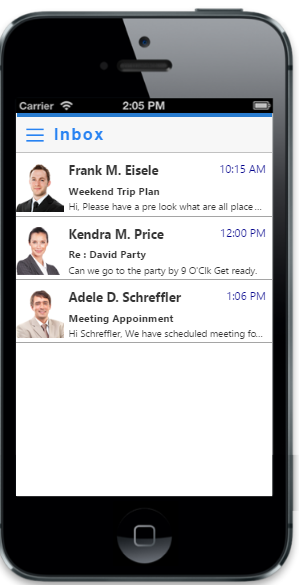 Carrier 2:05 PM
Inbox
Frank M. Eisele 10:15 AM
Weekend Trip Plan
Hi, Please have a pre look what are all place ...
Kendra M. Price 12:00 PM
Re : David Party
Can we go to the party by 9 O'Clk Get ready.
Adele D. Schreffler 1:06 PM
Meeting Appoinment
Hi Schreffler, We have scheduled meeting fo...